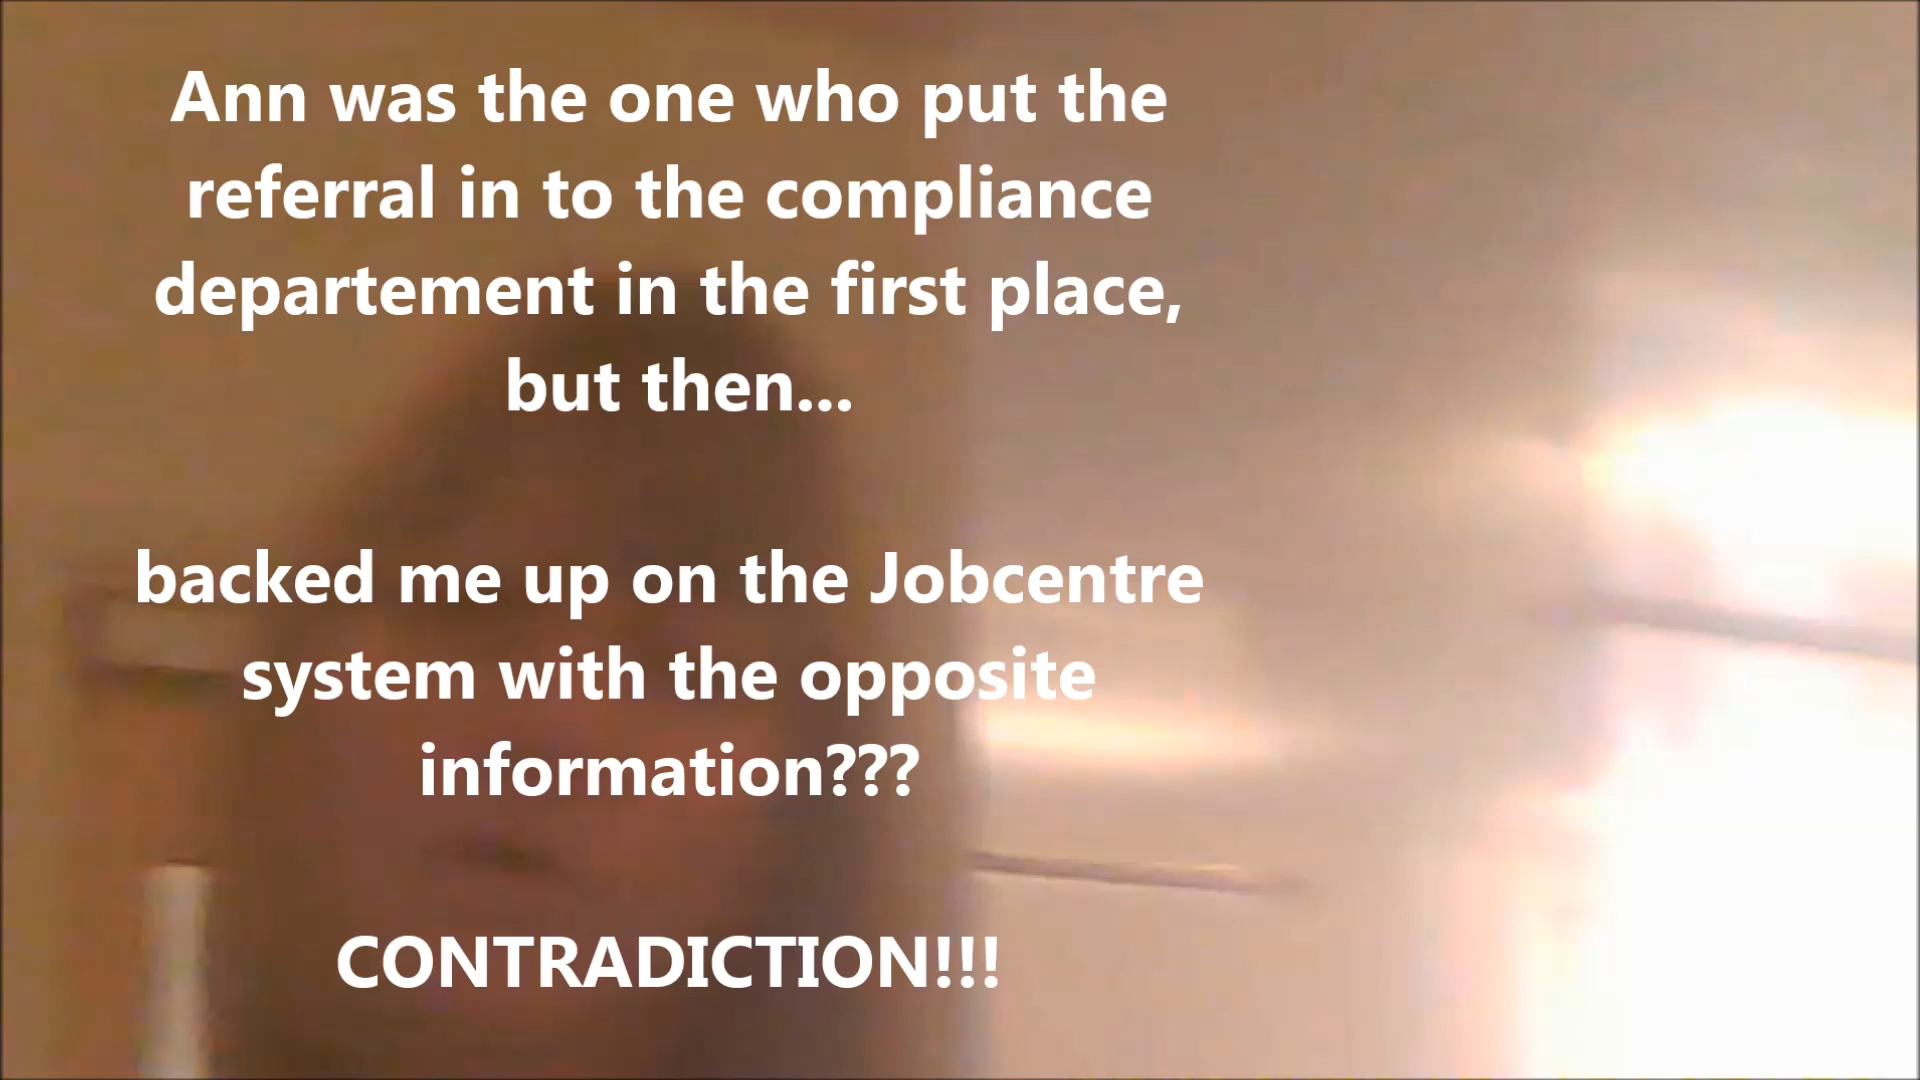 Ann was the one who put the
referral in to the compliance
departement in the first place,
but then...
backed me up on the Jobcentre
system with the opposite
information???
CONTRADICTION!!!